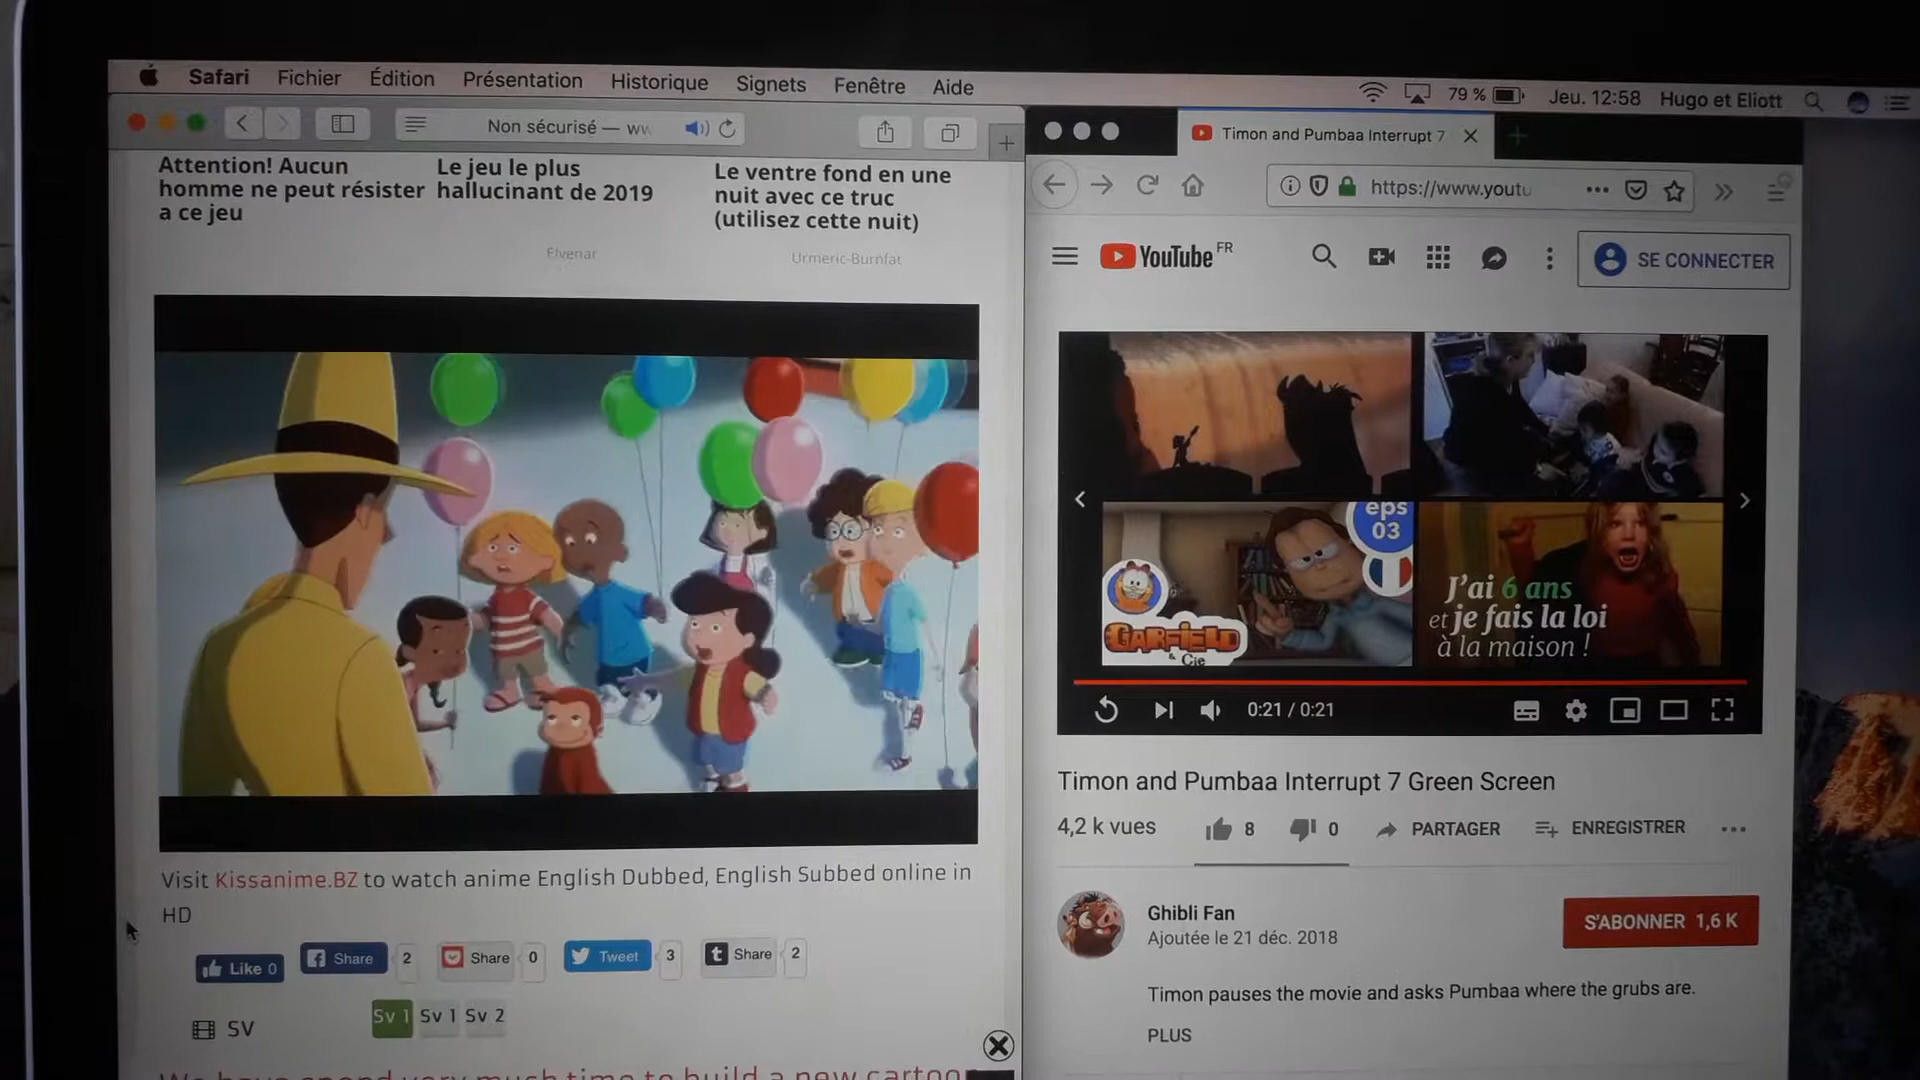 Safari Fichier Édition Présentation Historique Signets Fenêtre Aide
79 % Jeu. 12:58 Hugo et Eliott
Non sécurisé — ww
Attention! Aucun
homme ne peut résister
a ce jeu
Le jeu le plus
hallucinant de 2019
Elvenar
Le ventre fond en une
nuit avec ce truc
(utilisez cette nuit)
Urmeric-Burnfat
Visit Kissanime.BZ to watch anime English Dubbed, English Subbed online in
HD
Like 0 Share 2 Share 0 Tweet 3 t Share 2
SV Sv 1 Sv 1 Sv 2
We have spend very much time to build a new cartoon
Timon and Pumbaa Interrupt 7
https://www.youtu
YouTube FR
SE CONNECTER
eps
03
GARFIELD
& Cie
J'ai 6 ans
et je fais la loi
à la maison !
0:21 / 0:21
Timon and Pumbaa Interrupt 7 Green Screen
4,2 k vues 8 0 PARTAGER ENREGISTRER
Ghibli Fan
Ajoutée le 21 déc. 2018
S'ABONNER 1,6 K
Timon pauses the movie and asks Pumbaa where the grubs are.
PLUS